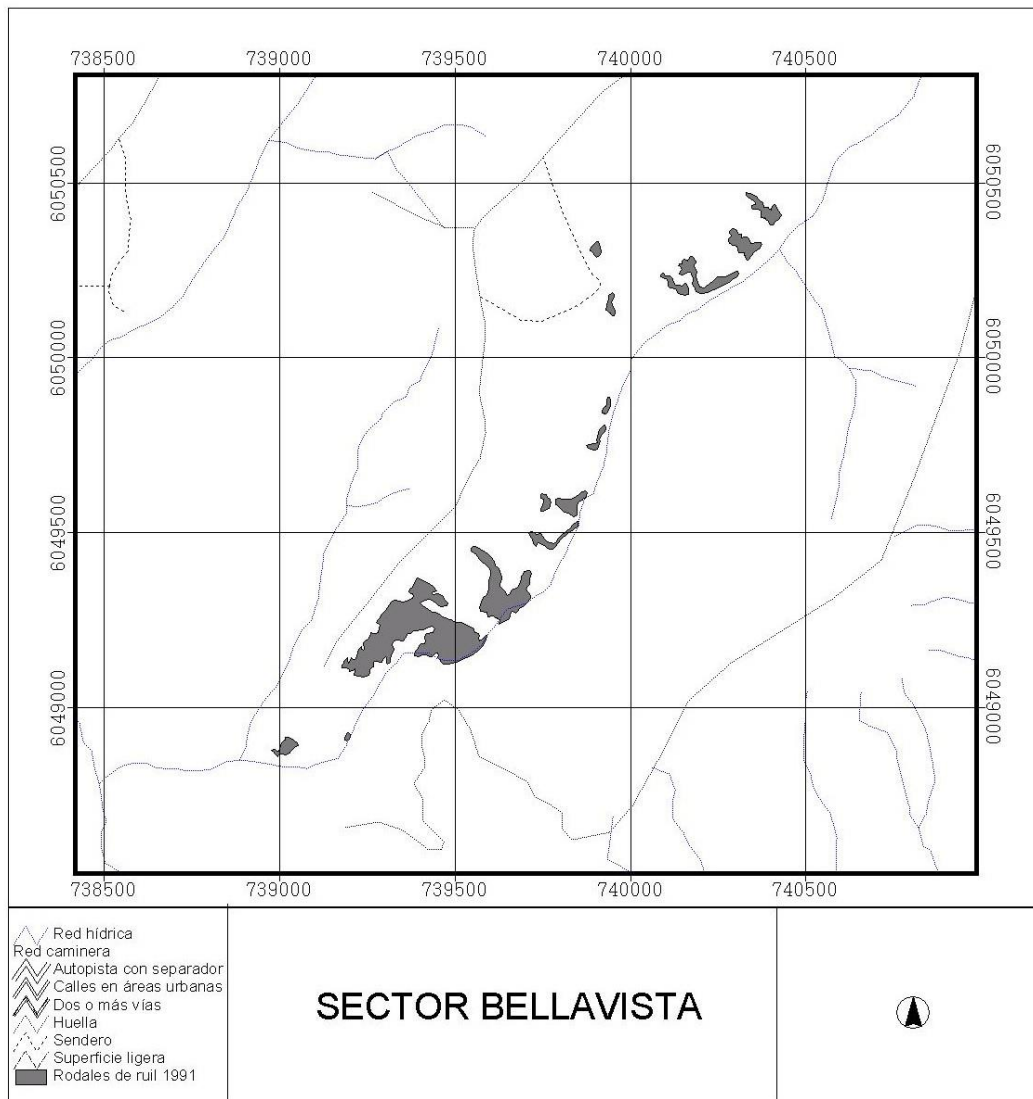 738500 739000 739500 740000 740500
6050500 6050500
6050000 6050000
6049500 6049500
6049000 6049000
738500 739000 739500 740000 740500
Red hídrica
Red caminera
Autopista con separador
Calles en áreas urbanas
Dos o más vías
Huella
Sendero
Superficie ligera
Rodales de ruil 1991
SECTOR BELLAVISTA